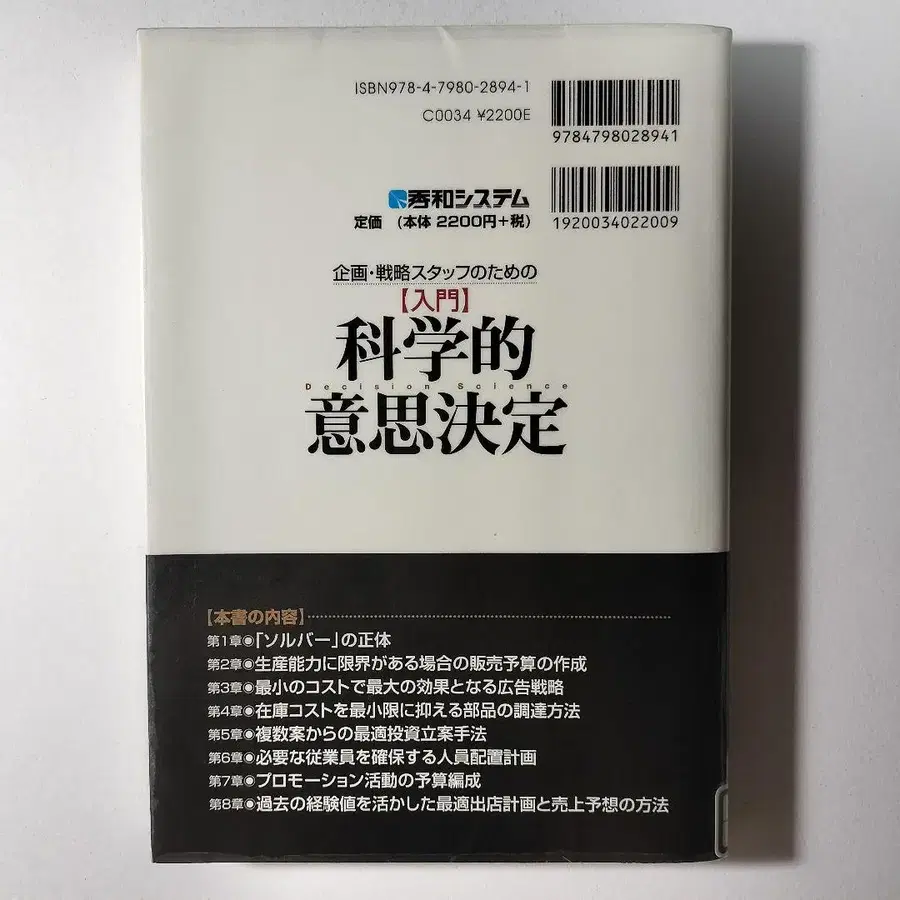 ISBN978-4-7980-2894-1
C0034 ¥2200E
9784798028941
秀和システム
定価 (本体 2200円+税)
1920034022009
企画・戦略スタッフのための
【入門】
科学的
Decision Science
意思決定
【本書の内容】
第1章◉「ソルバー」の正体
第2章◉生産能力に限界がある場合の販売予算の作成
第3章◉最小のコストで最大の効果となる広告戦略
第4章◉在庫コストを最小限に抑える部品の調達方法
第5章◉複数案からの最適投資立案手法
第6章◉必要な従業員を確保する人員配置計画
第7章◉プロモーション活動の予算編成
第8章◉過去の経験値を活かした最適出店計画と売上予想の方法